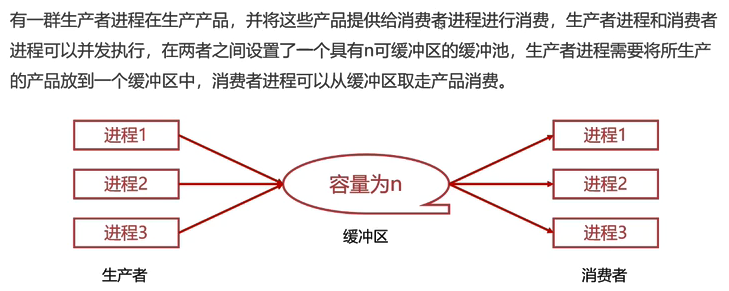 有一群生产者进程在生产产品，并将这些产品提供给消费者进程进行消费，生产者进程和消费者
进程可以并发执行，在两者之间设置了一个具有n可缓冲区的缓冲池，生产者进程需要将所生产
的产品放到一个缓冲区中，消费者进程可以从缓冲区取走产品消费。
进程1
进程2
进程3
生产者
容量为n
缓冲区
进程1
进程2
进程3
消费者